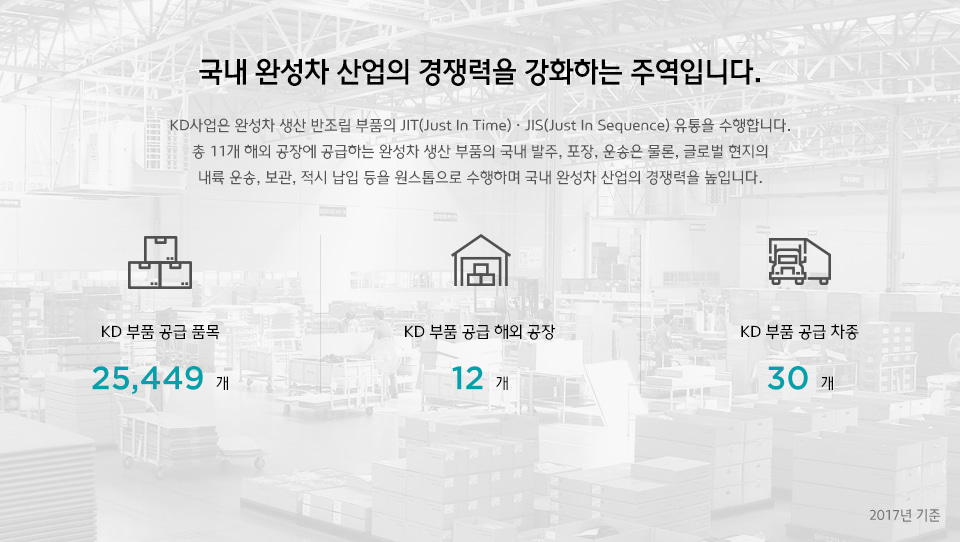 국내 완성차 산업의 경쟁력을 강화하는 주역입니다.
KD사업은 완성차 생산 반조립 부품의 JIT(Just In Time)·JIS(Just In Sequence) 유통을 수행합니다.
총 11개 해외 공장에 공급하는 완성차 생산 부품의 국내 발주, 포장, 운송은 물론, 글로벌 현지의
내륙 운송, 보관, 적시 납입 등을 원스톱으로 수행하며 국내 완성차 산업의 경쟁력을 높입니다.
KD 부품 공급 품목
25,449 개
KD 부품 공급 해외 공장
12 개
KD 부품 공급 차종
30 개
2017년 기준